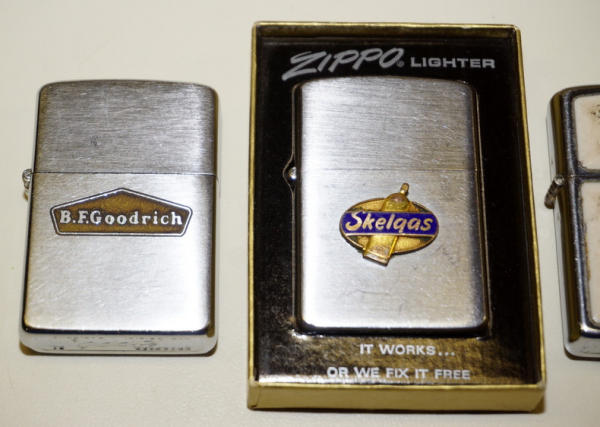 B.F.Goodrich
ZIPPO® LIGHTER
Skelgas
IT WORKS...
OR WE FIX IT FREE